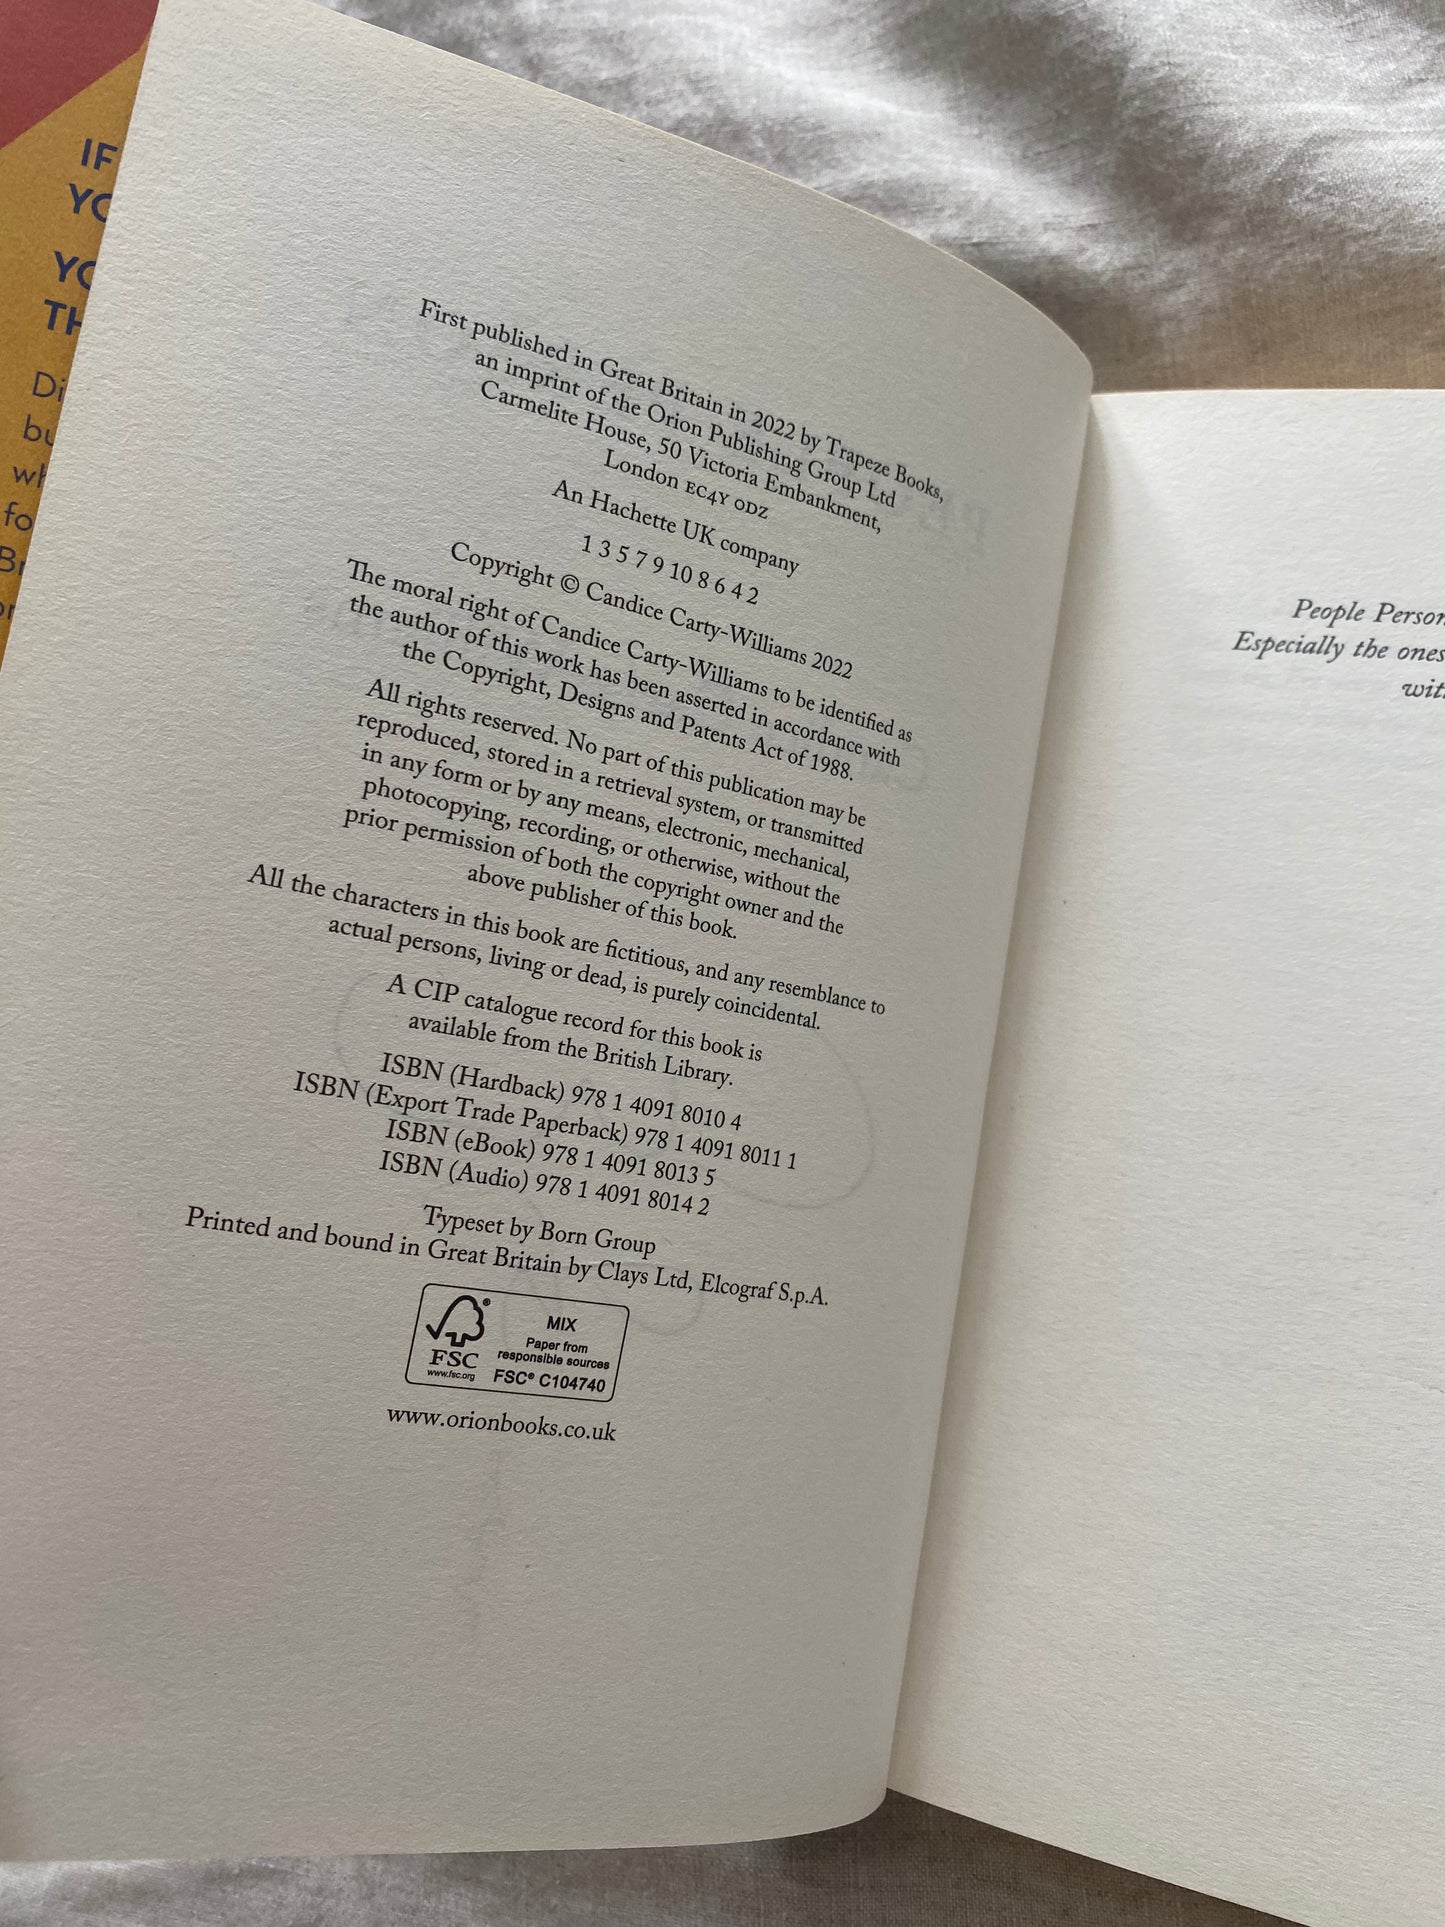 IF
First published in Great Britain in 2022 by Trapeze Books,
an imprint of the Orion Publishing Group Ltd
Carmelite House, 50 Victoria Embankment,
London EC4Y 0DZ
An Hachette UK company
1 3 5 7 9 10 8 6 4 2
Copyright © Candice Carty-Williams 2022
The moral right of Candice Carty-Williams to be identified as
the author of this work has been asserted in accordance with
the Copyright, Designs and Patents Act of 1988.
All rights reserved. No part of this publication may be
reproduced, stored in a retrieval system, or transmitted
in any form or by any means, electronic, mechanical,
photocopying, recording, or otherwise, without the
prior permission of both the copyright owner and the
above publisher of this book.
All the characters in this book are fictitious, and any resemblance to
actual persons, living or dead, is purely coincidental.
A CIP catalogue record for this book is
available from the British Library.
ISBN (Hardback) 978 1 4091 8010 4
ISBN (Export Trade Paperback) 978 1 4091 8011 1
ISBN (eBook) 978 1 4091 8013 5
ISBN (Audio) 978 1 4091 8014 2
Typeset by Born Group
Printed and bound in Great Britain by Clays Ltd, Elcograf S.p.A.
FSC
www.fsc.org
MIX
Paper from
responsible sources
FSC® C104740
www.orionbooks.co.uk
People
Especially the ones